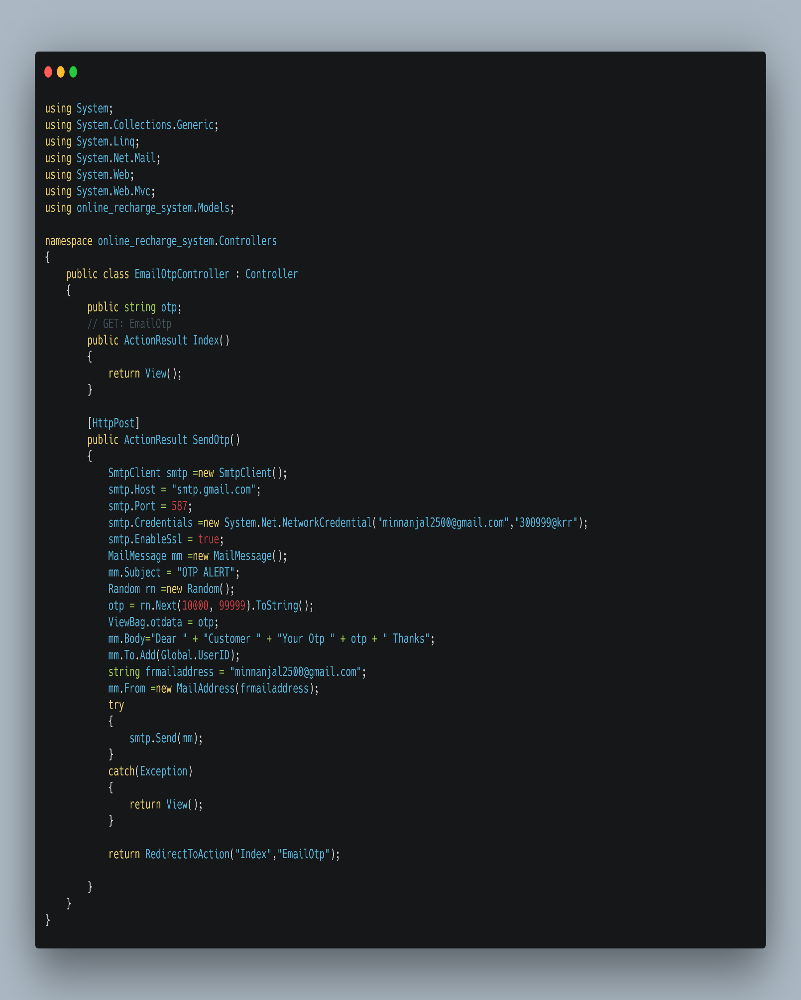 using System;
using System.Collections.Generic;
using System.Linq;
using System.Net.Mail;
using System.Web;
using System.Web.Mvc;
using online_recharge_system.Models;

namespace online_recharge_system.Controllers
{
    public class EmailOtpController : Controller
    {
        public string otp;
        // GET: EmailOtp
        public ActionResult Index()
        {
            return View();
        }

        [HttpPost]
        public ActionResult SendOtp()
        {
            SmtpClient smtp =new SmtpClient();
            smtp.Host = "smtp.gmail.com";
            smtp.Port = 587;
            smtp.Credentials =new System.Net.NetworkCredential("minnanjal2500@gmail.com","300999@krr");
            smtp.EnableSsl = true;
            MailMessage mm =new MailMessage();
            mm.Subject = "OTP ALERT";
            Random rn =new Random();
            otp = rn.Next(10000, 99999).ToString();
            ViewBag.otdata = otp;
            mm.Body="Dear " + "Customer " + "Your Otp " + otp + " Thanks";
            mm.To.Add(Global.UserID);
            string frmailaddress = "minnanjal2500@gmail.com";
            mm.From =new MailAddress(frmailaddress);
            try
            {
                smtp.Send(mm);
            }
            catch(Exception)
            {
                return View();
            }

            return RedirectToAction("Index","EmailOtp");

        }
    }
}